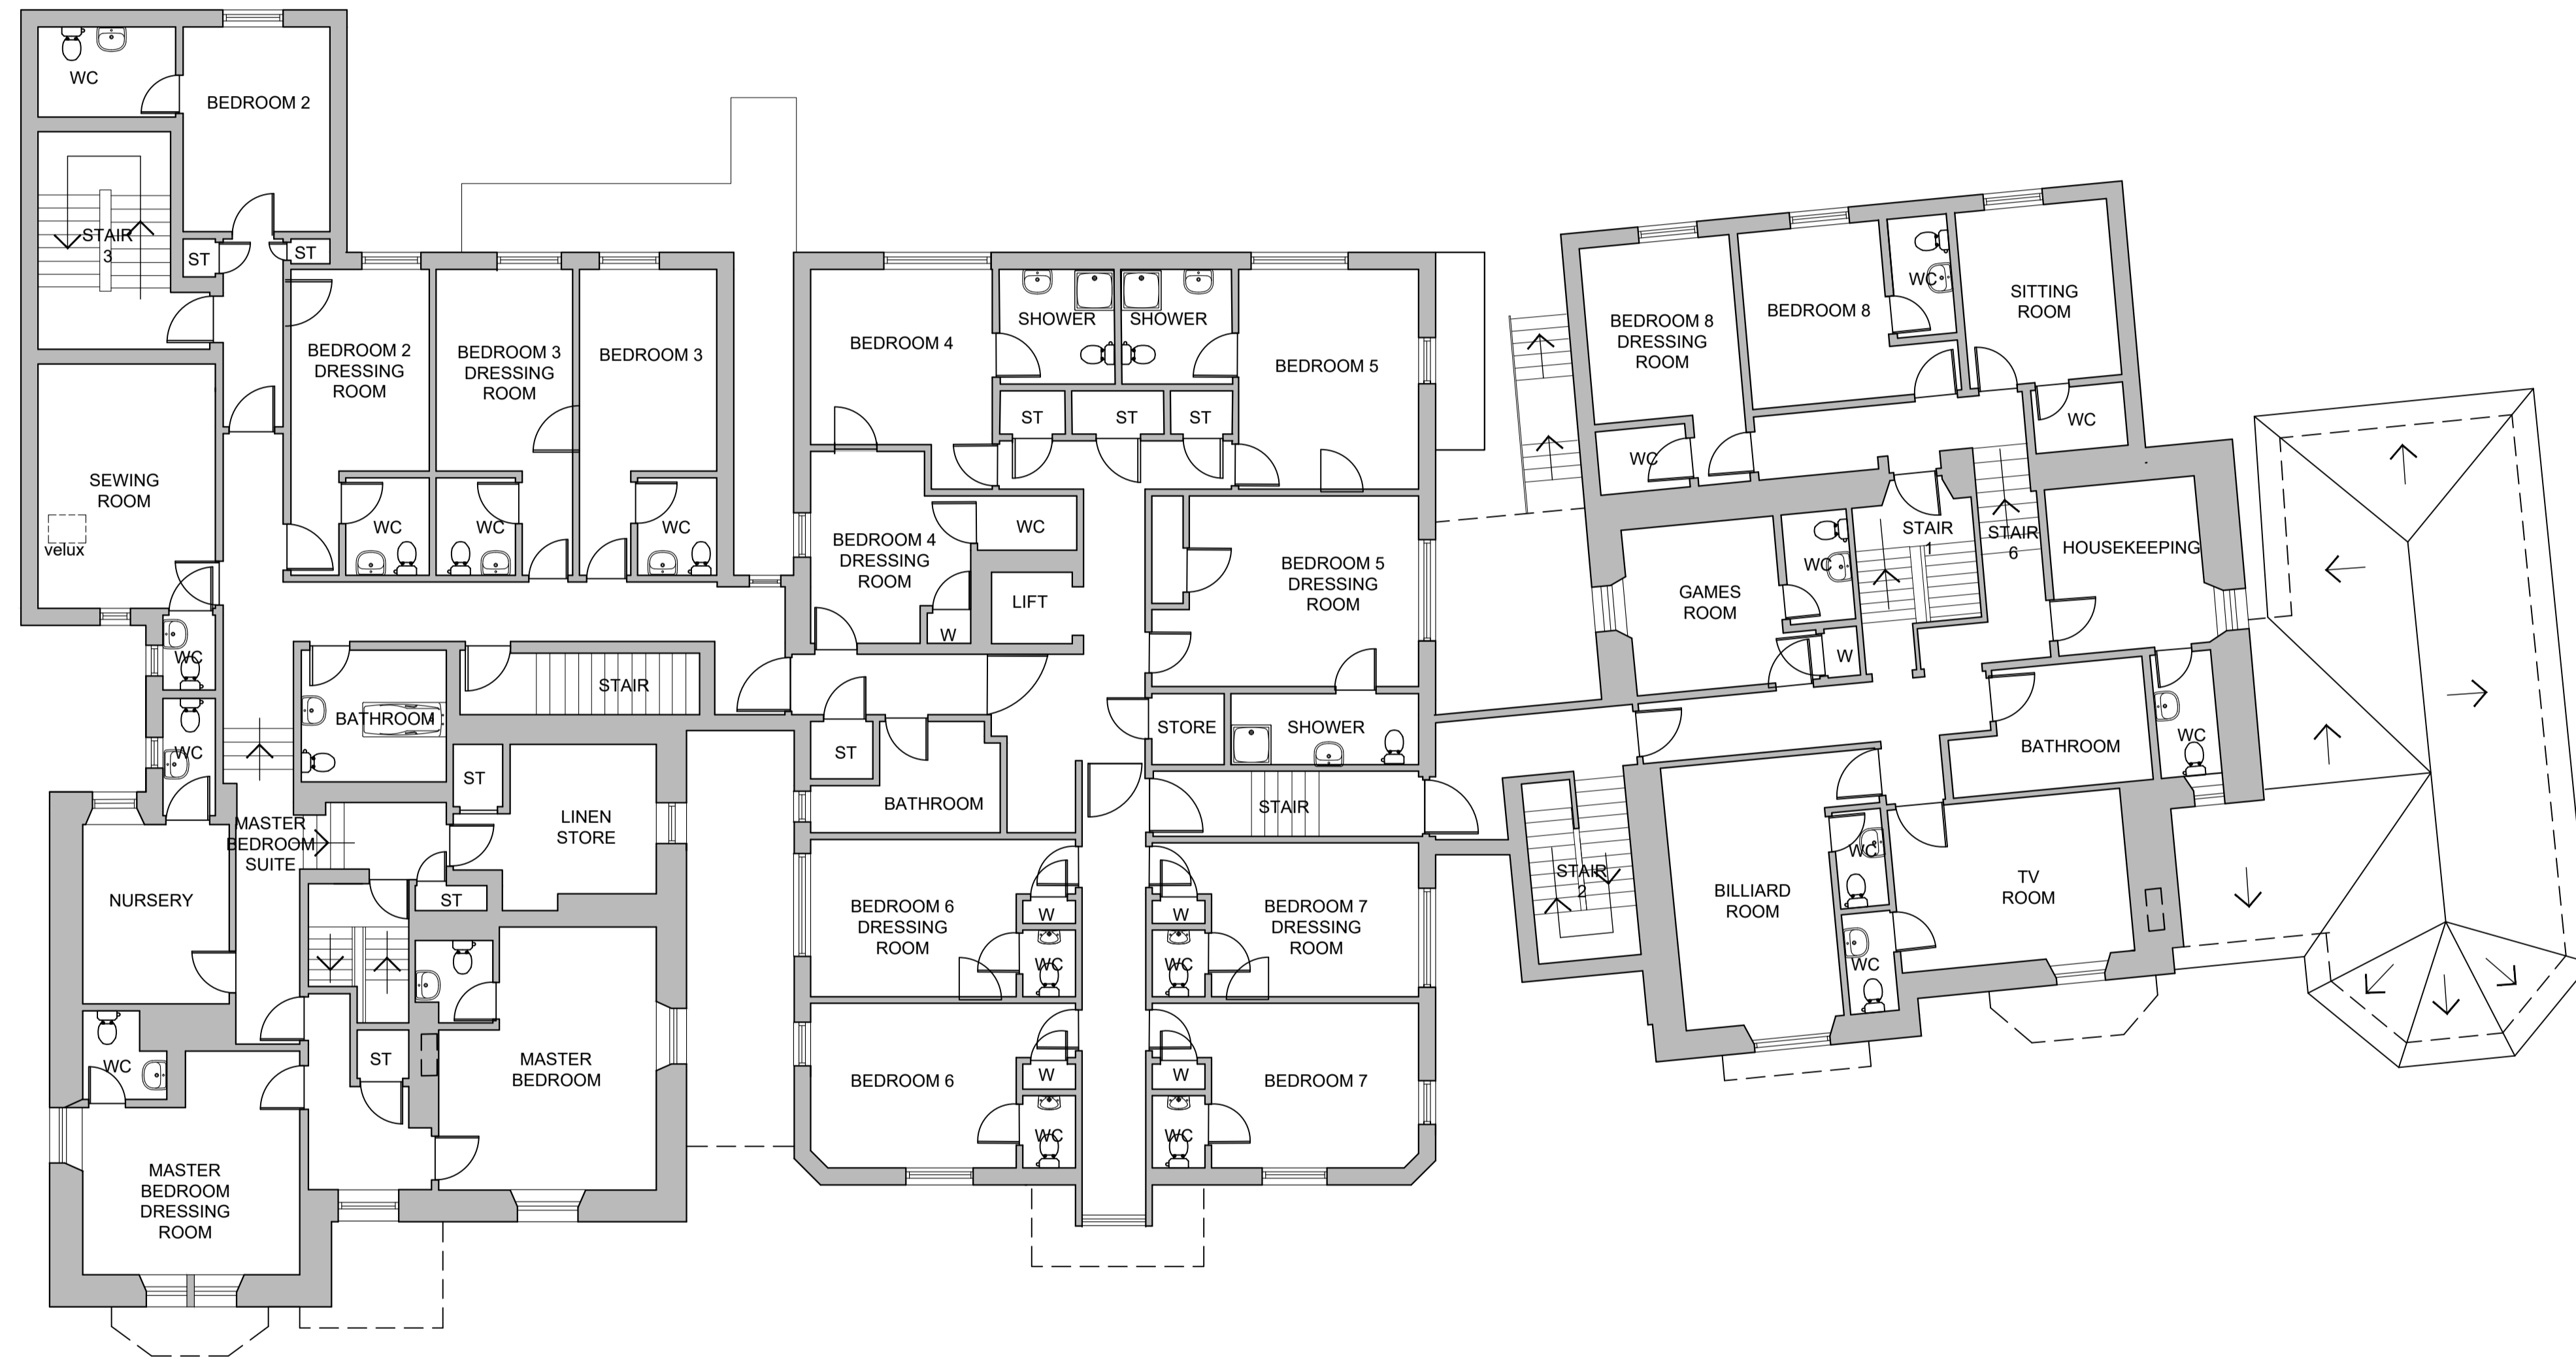 WC
BEDROOM 2
STAIR
3
ST
ST
BEDROOM 2
DRESSING
ROOM
BEDROOM 3
DRESSING
ROOM
BEDROOM 3
SEWING
ROOM
velux
WC
WC
WC
WC
WC
BATHROOM
STAIR
ST
LINEN
STORE
MASTER
BEDROOM
SUITE
NURSERY
ST
WC
ST
MASTER
BEDROOM
MASTER
BEDROOM
DRESSING
ROOM
BEDROOM 4
SHOWER
SHOWER
BEDROOM 5
ST
ST
ST
WC
BEDROOM 4
DRESSING
ROOM
LIFT
W
BEDROOM 5
DRESSING
ROOM
ST
BATHROOM
STORE
SHOWER
STAIR
BEDROOM 6
DRESSING
ROOM
W
WC
W
WC
BEDROOM 7
DRESSING
ROOM
BEDROOM 6
W
WC
W
WC
BEDROOM 7
BEDROOM 8
DRESSING
ROOM
BEDROOM 8
WC
SITTING
ROOM
WC
WC
GAMES
ROOM
WC
W
STAIR
1
STAIR
6
HOUSEKEEPING
BATHROOM
WC
STAIR
2
BILLIARD
ROOM
WC
WC
TV
ROOM